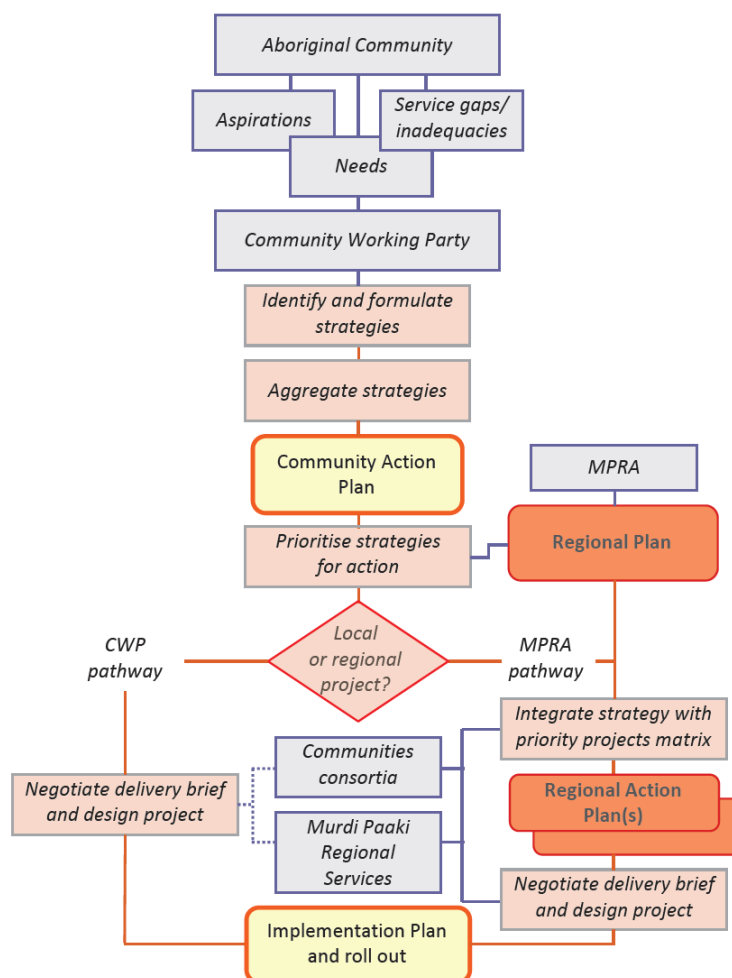 Aboriginal Community
Aspirations
Service gaps/
inadequacies
Needs
Community Working Party
Identify and formulate
strategies
Aggregate strategies
Community Action
Plan
MPRA
Prioritise strategies
for action
Regional Plan
CWP
pathway
Local
or regional
project?
MPRA
pathway
Integrate strategy with
priority projects matrix
Communities
consortia
Negotiate delivery brief
and design project
Regional Action
Plan(s)
Murdi Paaki
Regional
Services
Negotiate delivery brief
and design project
Implementation Plan
and roll out